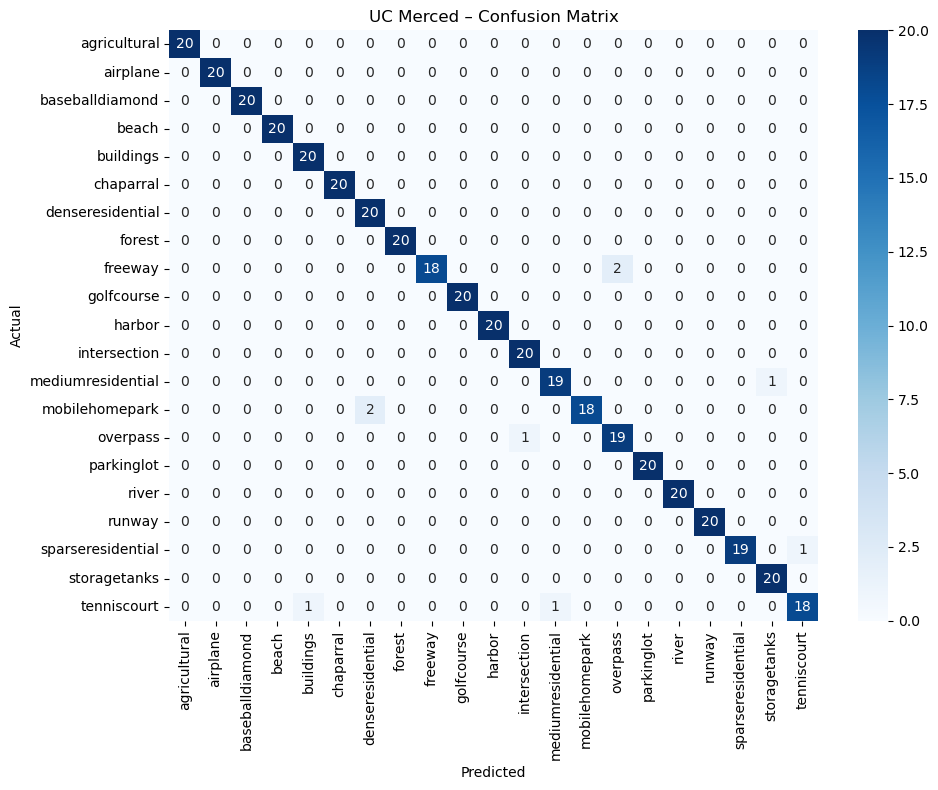 UC Merced – Confusion Matrix
agricultural 20 0 0 0 0 0 0 0 0 0 0 0 0 0 0 0 0 0 0 0 0
airplane 0 20 0 0 0 0 0 0 0 0 0 0 0 0 0 0 0 0 0 0 0
baseballdiamond 0 0 20 0 0 0 0 0 0 0 0 0 0 0 0 0 0 0 0 0 0
beach 0 0 0 20 0 0 0 0 0 0 0 0 0 0 0 0 0 0 0 0 0
buildings 0 0 0 0 20 0 0 0 0 0 0 0 0 0 0 0 0 0 0 0 0
chaparral 0 0 0 0 0 20 0 0 0 0 0 0 0 0 0 0 0 0 0 0 0
denseresidential 0 0 0 0 0 0 20 0 0 0 0 0 0 0 0 0 0 0 0 0 0
forest 0 0 0 0 0 0 0 20 0 0 0 0 0 0 0 0 0 0 0 0 0
freeway 0 0 0 0 0 0 0 0 18 0 0 0 0 0 2 0 0 0 0 0 0
golfcourse 0 0 0 0 0 0 0 0 0 20 0 0 0 0 0 0 0 0 0 0 0
harbor 0 0 0 0 0 0 0 0 0 0 20 0 0 0 0 0 0 0 0 0 0
intersection 0 0 0 0 0 0 0 0 0 0 0 20 0 0 0 0 0 0 0 0 0
mediumresidential 0 0 0 0 0 0 0 0 0 0 0 0 19 0 0 0 0 0 0 1 0
mobilehomepark 0 0 0 0 0 0 2 0 0 0 0 0 0 18 0 0 0 0 0 0 0
overpass 0 0 0 0 0 0 0 0 0 0 0 1 0 0 19 0 0 0 0 0 0
parkinglot 0 0 0 0 0 0 0 0 0 0 0 0 0 0 0 20 0 0 0 0 0
river 0 0 0 0 0 0 0 0 0 0 0 0 0 0 0 0 20 0 0 0 0
runway 0 0 0 0 0 0 0 0 0 0 0 0 0 0 0 0 0 20 0 0 0
sparseresidential 0 0 0 0 0 0 0 0 0 0 0 0 0 0 0 0 0 0 19 0 1
storagetanks 0 0 0 0 0 0 0 0 0 0 0 0 0 0 0 0 0 0 0 20 0
tenniscourt 0 0 0 0 1 0 0 0 0 0 0 0 1 0 0 0 0 0 0 0 18
Actual
agricultural
airplane
baseballdiamond
beach
buildings
chaparral
denseresidential
forest
freeway
golfcourse
harbor
intersection
mediumresidential
mobilehomepark
overpass
parkinglot
river
runway
sparseresidential
storagetanks
tenniscourt
Predicted
20.0
17.5
15.0
12.5
10.0
7.5
5.0
2.5
0.0